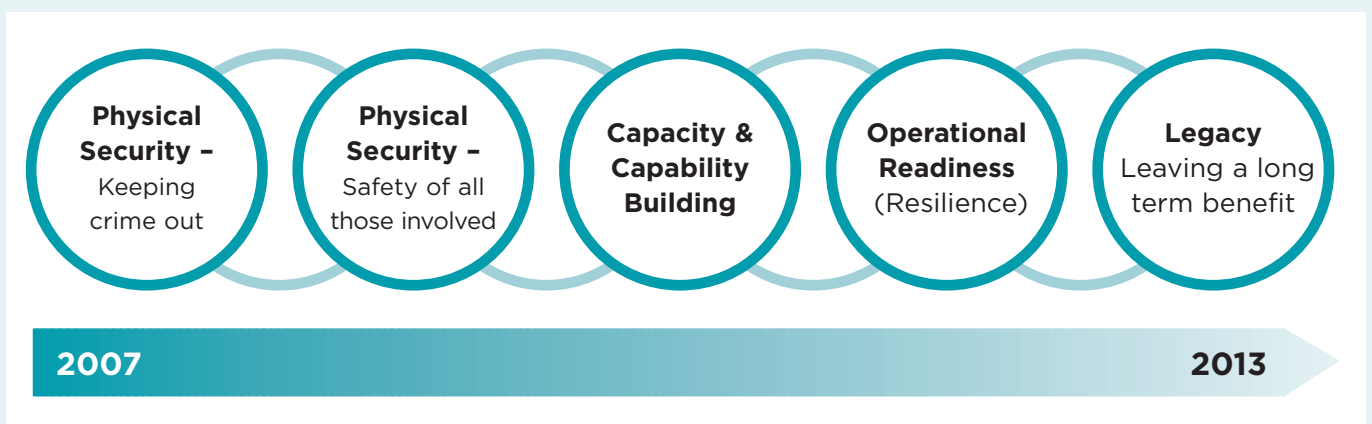 Physical
Security –
Keeping
crime out
Physical
Security –
Safety of all
those involved
Capacity &
Capability
Building
Operational
Readiness
(Resilience)
Legacy
Leaving a long
term benefit
2007
2013